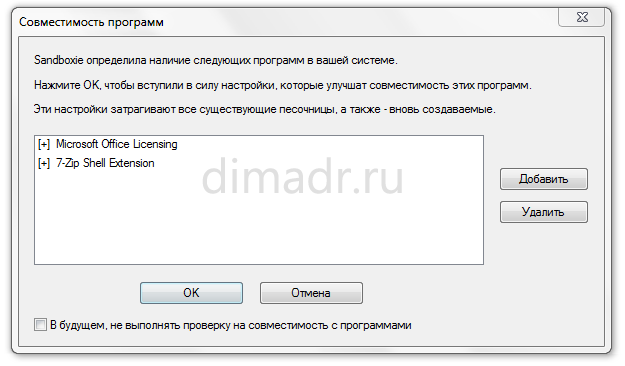 Совместимость программ
Sandboxie определила наличие следующих программ в вашей системе.
Нажмите OK, чтобы вступили в силу настройки, которые улучшат совместимость этих программ.
Эти настройки затрагивают все существующие песочницы, а также - вновь создаваемые.
[+] Microsoft Office Licensing
[+] 7-Zip Shell Extension
dimadr.ru
Добавить
Удалить
OK
Отмена
В будущем, не выполнять проверку на совместимость с программами